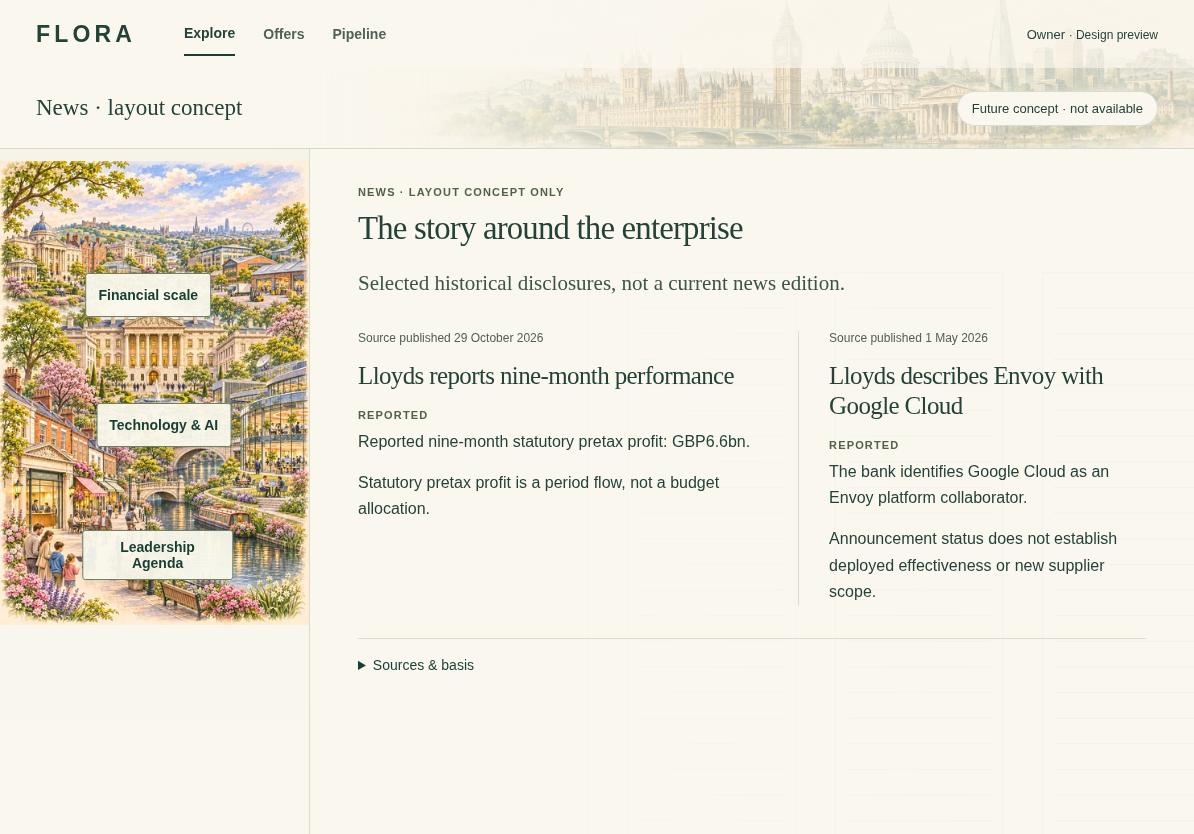 FLORA
Explore
Offers
Pipeline
Owner · Design preview
News · layout concept
Future concept · not available
Financial scale
Technology & AI
Leadership
Agenda
NEWS · LAYOUT CONCEPT ONLY
The story around the enterprise
Selected historical disclosures, not a current news edition.
Source published 29 October 2026
Lloyds reports nine-month performance
REPORTED
Reported nine-month statutory pretax profit: GBP6.6bn.
Statutory pretax profit is a period flow, not a budget
allocation.
Source published 1 May 2026
Lloyds describes Envoy with
Google Cloud
REPORTED
The bank identifies Google Cloud as an
Envoy platform collaborator.
Announcement status does not establish
deployed effectiveness or new supplier
scope.
Sources & basis